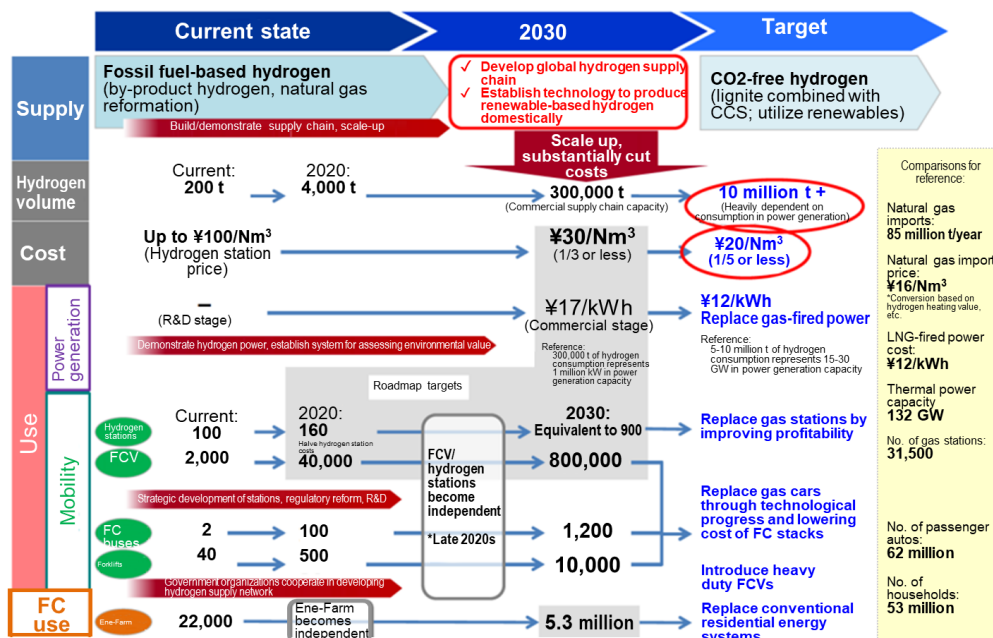 Current state
2030
Target
Supply
Fossil fuel-based hydrogen
(by-product hydrogen, natural gas
reformation)
✓ Develop global hydrogen supply
chain
✓ Establish technology to produce
renewable-based hydrogen
domestically
CO2-free hydrogen
(lignite combined with
CCS; utilize renewables)
Build/demonstrate supply chain, scale-up
Scale up,
substantially cut
costs
Hydrogen
volume
Current:
200 t
2020:
4,000 t
300,000 t
(Commercial supply chain capacity)
10 million t +
(Heavily dependent on
consumption in power generation)
Cost
Up to ¥100/Nm³
(Hydrogen station
price)
¥30/Nm³
(1/3 or less)
¥20/Nm³
(1/5 or less)
Use
Power
generation
–
(R&D stage)
¥17/kWh
(Commercial stage)
¥12/kWh
Replace gas-fired power
Demonstrate hydrogen power, establish system for assessing environmental value
Reference:
300,000 t of hydrogen
consumption represents
1 million kW in power
generation capacity
Reference:
5-10 million t of hydrogen
consumption represents 15-30
GW in power generation capacity
Roadmap targets
Mobility
Hydrogen
stations
Current:
100
2020:
160
Halve hydrogen station
costs
2030:
Equivalent to 900
Replace gas stations by
improving profitability
FCV
2,000
40,000
800,000
FCV/
hydrogen
stations
become
independent
*Late 2020s
Strategic development of stations, regulatory reform, R&D
Replace gas cars
through technological
progress and lowering
cost of FC stacks
FC
buses
2
100
1,200
Forklifts
40
500
10,000
Introduce heavy
duty FCVs
Government organizations cooperate in developing
hydrogen supply network
FC
use
Ene-Farm
22,000
Ene-Farm
becomes
independent
5.3 million
Replace conventional
residential energy
systems
Comparisons for
reference:
Natural gas
imports:
85 million t/year
Natural gas import
price:
¥16/Nm³
*Conversion based on
hydrogen heating value,
etc.
LNG-fired power
cost:
¥12/kWh
Thermal power
capacity
132 GW
No. of gas stations:
31,500
No. of passenger
autos:
62 million
No. of
households:
53 million